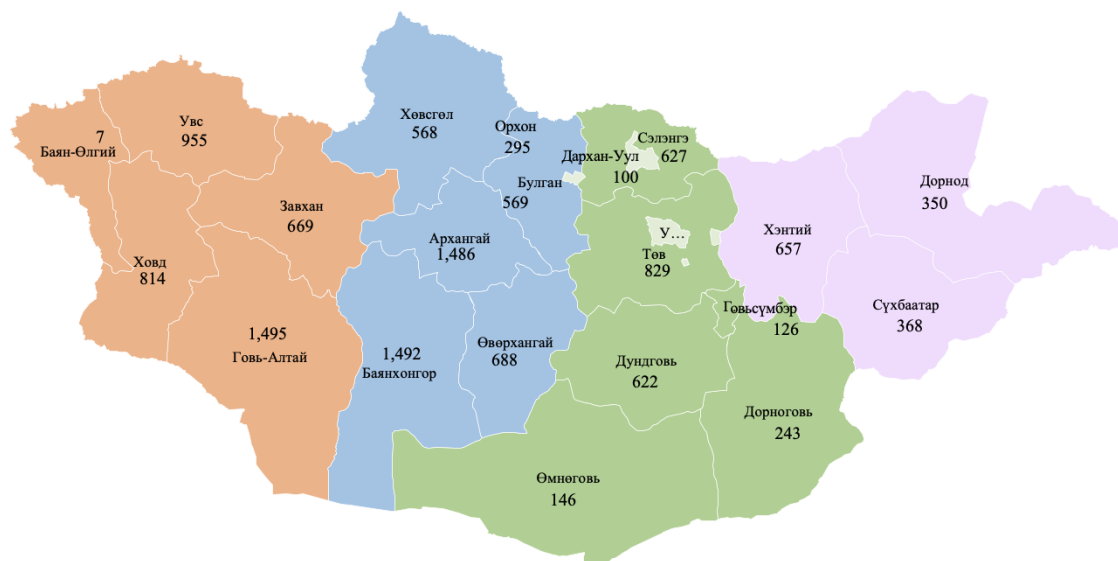 7
Баян-Өлгий
Увс
955
Ховд
814
Завхан
669
1,495
Говь-Алтай
Хөвсгөл
568
Орхон
295
Булган
569
Архангай
1,486
1,492
Баянхонгор
Өвөрхангай
688
Сэлэнгэ
627
Дархан-Уул
100
У...
Төв
829
Говьсүмбэр
126
Дундговь
622
Дорноговь
243
Өмнөговь
146
Хэнтий
657
Дорнод
350
Сүхбаатар
368